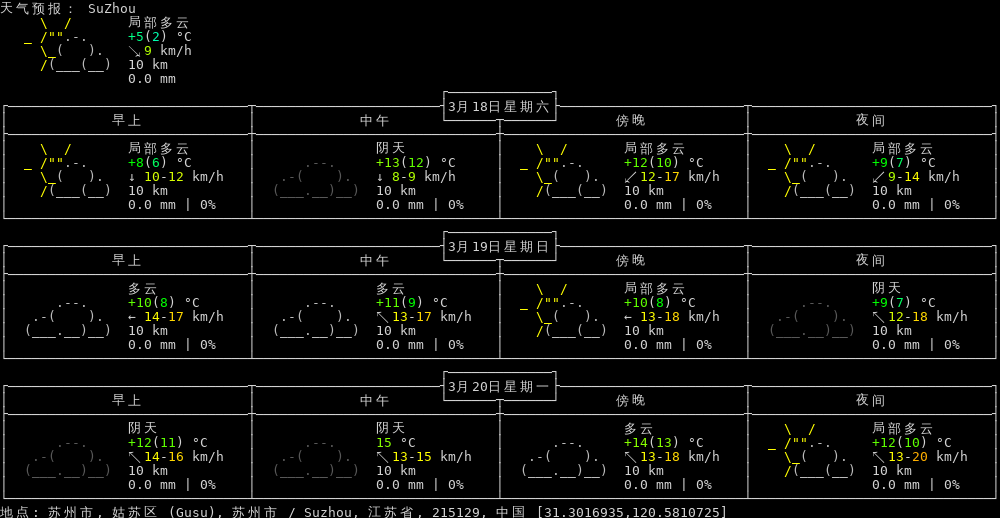 天气预报: SuZhou
局部多云
+5(2) °C
↘ 9 km/h
10 km
0.0 mm
3月18日星期六
早上 中午 傍晚 夜间
局部多云 阴天 局部多云 局部多云
+8(6) °C +13(12) °C +12(10) °C +9(7) °C
↓ 10-12 km/h ↓ 8-9 km/h ↙ 12-17 km/h ↙ 9-14 km/h
10 km 10 km 10 km 10 km
0.0 mm | 0% 0.0 mm | 0% 0.0 mm | 0% 0.0 mm | 0%
3月19日星期日
早上 中午 傍晚 夜间
多云 多云 局部多云 阴天
+10(8) °C +11(9) °C +10(8) °C +9(7) °C
← 14-17 km/h ↖ 13-17 km/h ← 13-18 km/h ↖ 12-18 km/h
10 km 10 km 10 km 10 km
0.0 mm | 0% 0.0 mm | 0% 0.0 mm | 0% 0.0 mm | 0%
3月20日星期一
早上 中午 傍晚 夜间
阴天 阴天 多云 局部多云
+12(11) °C 15 °C +14(13) °C +12(10) °C
↖ 14-16 km/h ↖ 13-15 km/h ↖ 13-18 km/h ↖ 13-20 km/h
10 km 10 km 10 km 10 km
0.0 mm | 0% 0.0 mm | 0% 0.0 mm | 0% 0.0 mm | 0%
地点: 苏州市, 姑苏区 (Gusu), 苏州市 / Suzhou, 江苏省, 215129, 中国 [31.3016935,120.5810725]